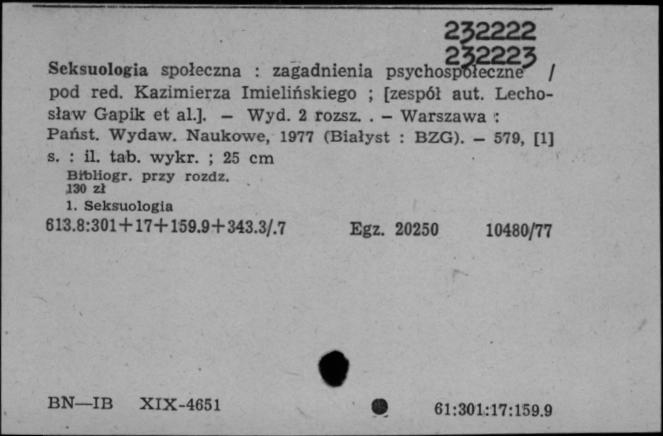 232222
232223
Seksuologia społeczna : zagadnienia psychospołeczne /
pod red. Kazimierza Imielińskiego ; [zespół aut. Lecho-
sław Gapik et al.]. — Wyd. 2 rozsz. . — Warszawa :
Państ. Wydaw. Naukowe, 1977 (Białyst : BZG). — 579, [1]
s. : il. tab. wykr. ; 25 cm
Bibliogr. przy rozdz.
130 zł
1. Seksuologia
613.8:301+17+159.9+343.3/.7 Egz. 20250 10480/77
BN—IB XIX-4651 61:301:17:159.9